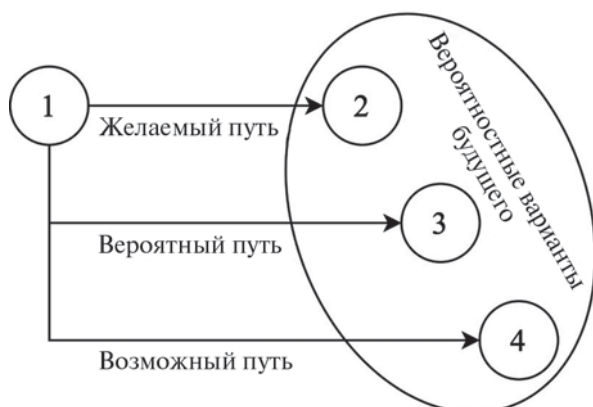 1
2
Желаемый путь
Вероятностные варианты
будущего
3
Вероятный путь
4
Возможный путь